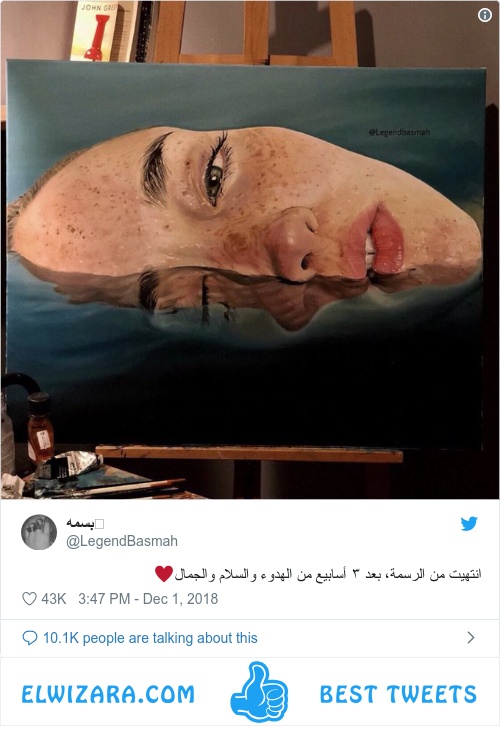 JOHN GREEN
@Legendbasmah
بسمه
@LegendBasmah
انتهيت من الرسمة، بعد ٣ أسابيع من الهدوء والسلام والجمال♥
43K 3:47 PM - Dec 1, 2018
10.1K people are talking about this
ELWIZARA.COM BEST TWEETS